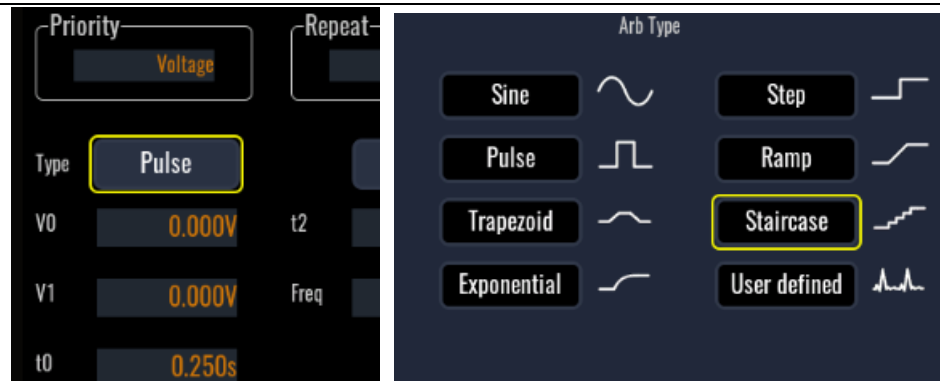 Priority
Repeat
Voltage
Type
Pulse
V0
0.000V
t2
V1
0.000V
Freq
t0
0.250s
Arb Type
Sine
Step
Pulse
Ramp
Trapezoid
Staircase
Exponential
User defined